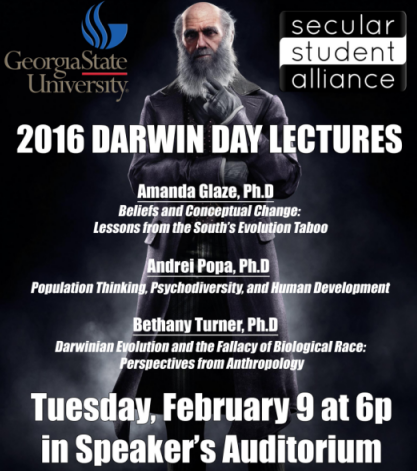 GeorgiaState
University
secular
student
alliance
2016 DARWIN DAY LECTURES
Amanda Glaze, Ph.D
Beliefs and Conceptual Change:
Lessons from the South's Evolution Taboo
Andrei Popa, Ph.D
Population Thinking, Psychodiversity, and Human Development
Bethany Turner, Ph.D
Darwinian Evolution and the Fallacy of Biological Race:
Perspectives from Anthropology
Tuesday, February 9 at 6p
in Speaker's Auditorium